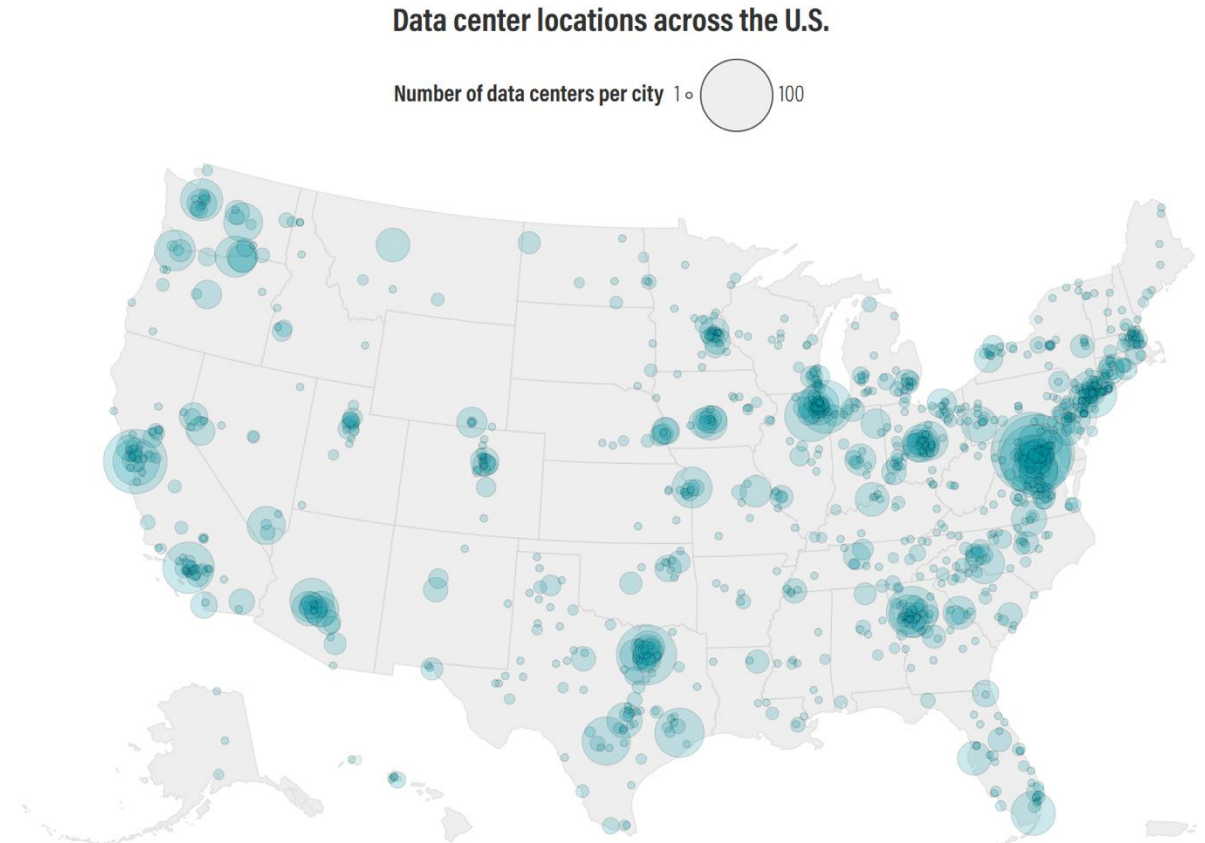 Data center locations across the U.S.
Number of data centers per city 1 100